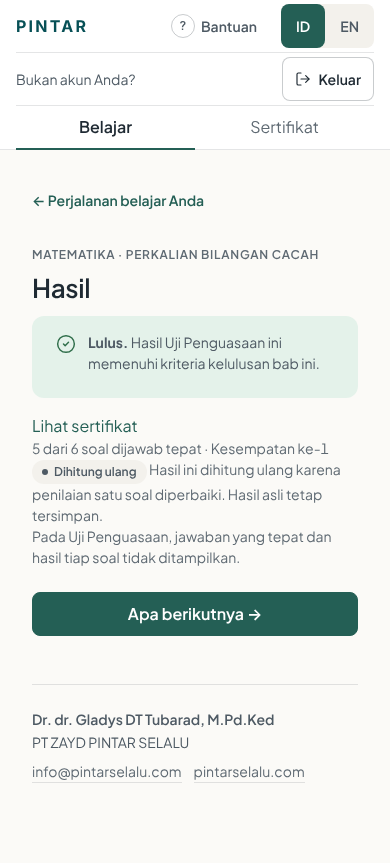 PINTAR
? Bantuan
ID EN
Bukan akun Anda?
Keluar
Belajar Sertifikat
← Perjalanan belajar Anda
MATEMATIKA · PERKALIAN BILANGAN CACAH
Hasil
Lulus. Hasil Uji Penguasaan ini
memenuhi kriteria kelulusan bab ini.
Lihat sertifikat
5 dari 6 soal dijawab tepat · Kesempatan ke-1
Dihitung ulang Hasil ini dihitung ulang karena
penilaian satu soal diperbaiki. Hasil asli tetap
tersimpan.
Pada Uji Penguasaan, jawaban yang tepat dan
hasil tiap soal tidak ditampilkan.
Apa berikutnya →
Dr. dr. Gladys DT Tubarad, M.Pd.Ked
PT ZAYD PINTAR SELALU
info@pintarselalu.com pintarselalu.com